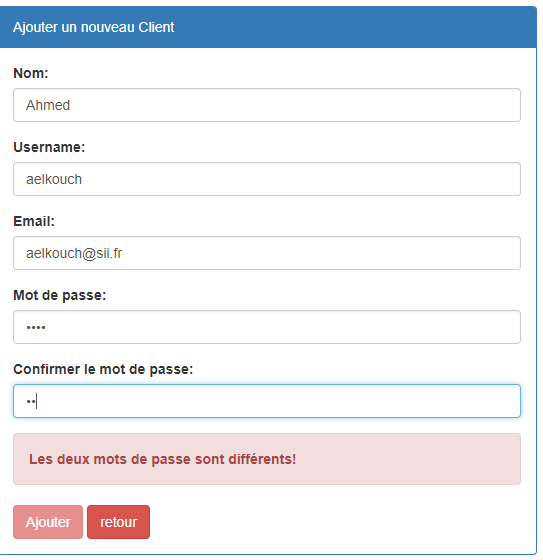 Ajouter un nouveau Client
Nom:
Ahmed
Username:
aelkouch
Email:
aelkouch@sii.fr
Mot de passe:
••••
Confirmer le mot de passe:
••
Les deux mots de passe sont différents!
Ajouter retour